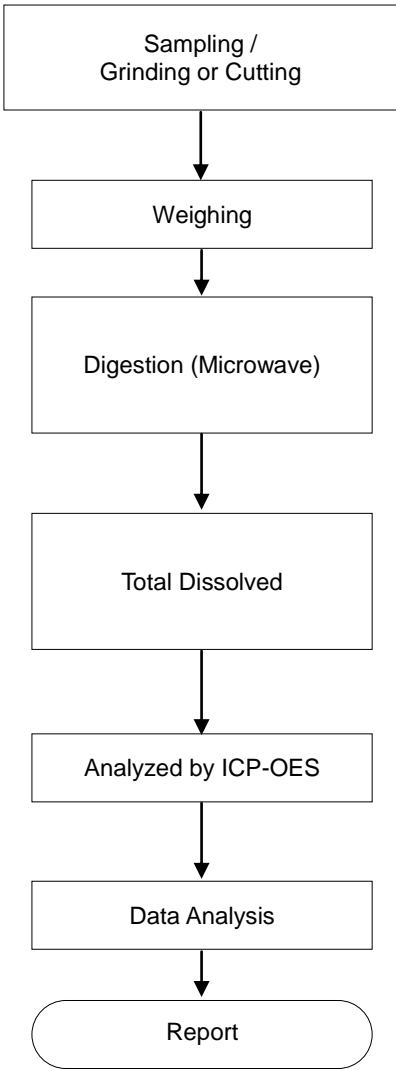 Sampling /
Grinding or Cutting
Weighing
Digestion (Microwave)
Total Dissolved
Analyzed by ICP-OES
Data Analysis
Report